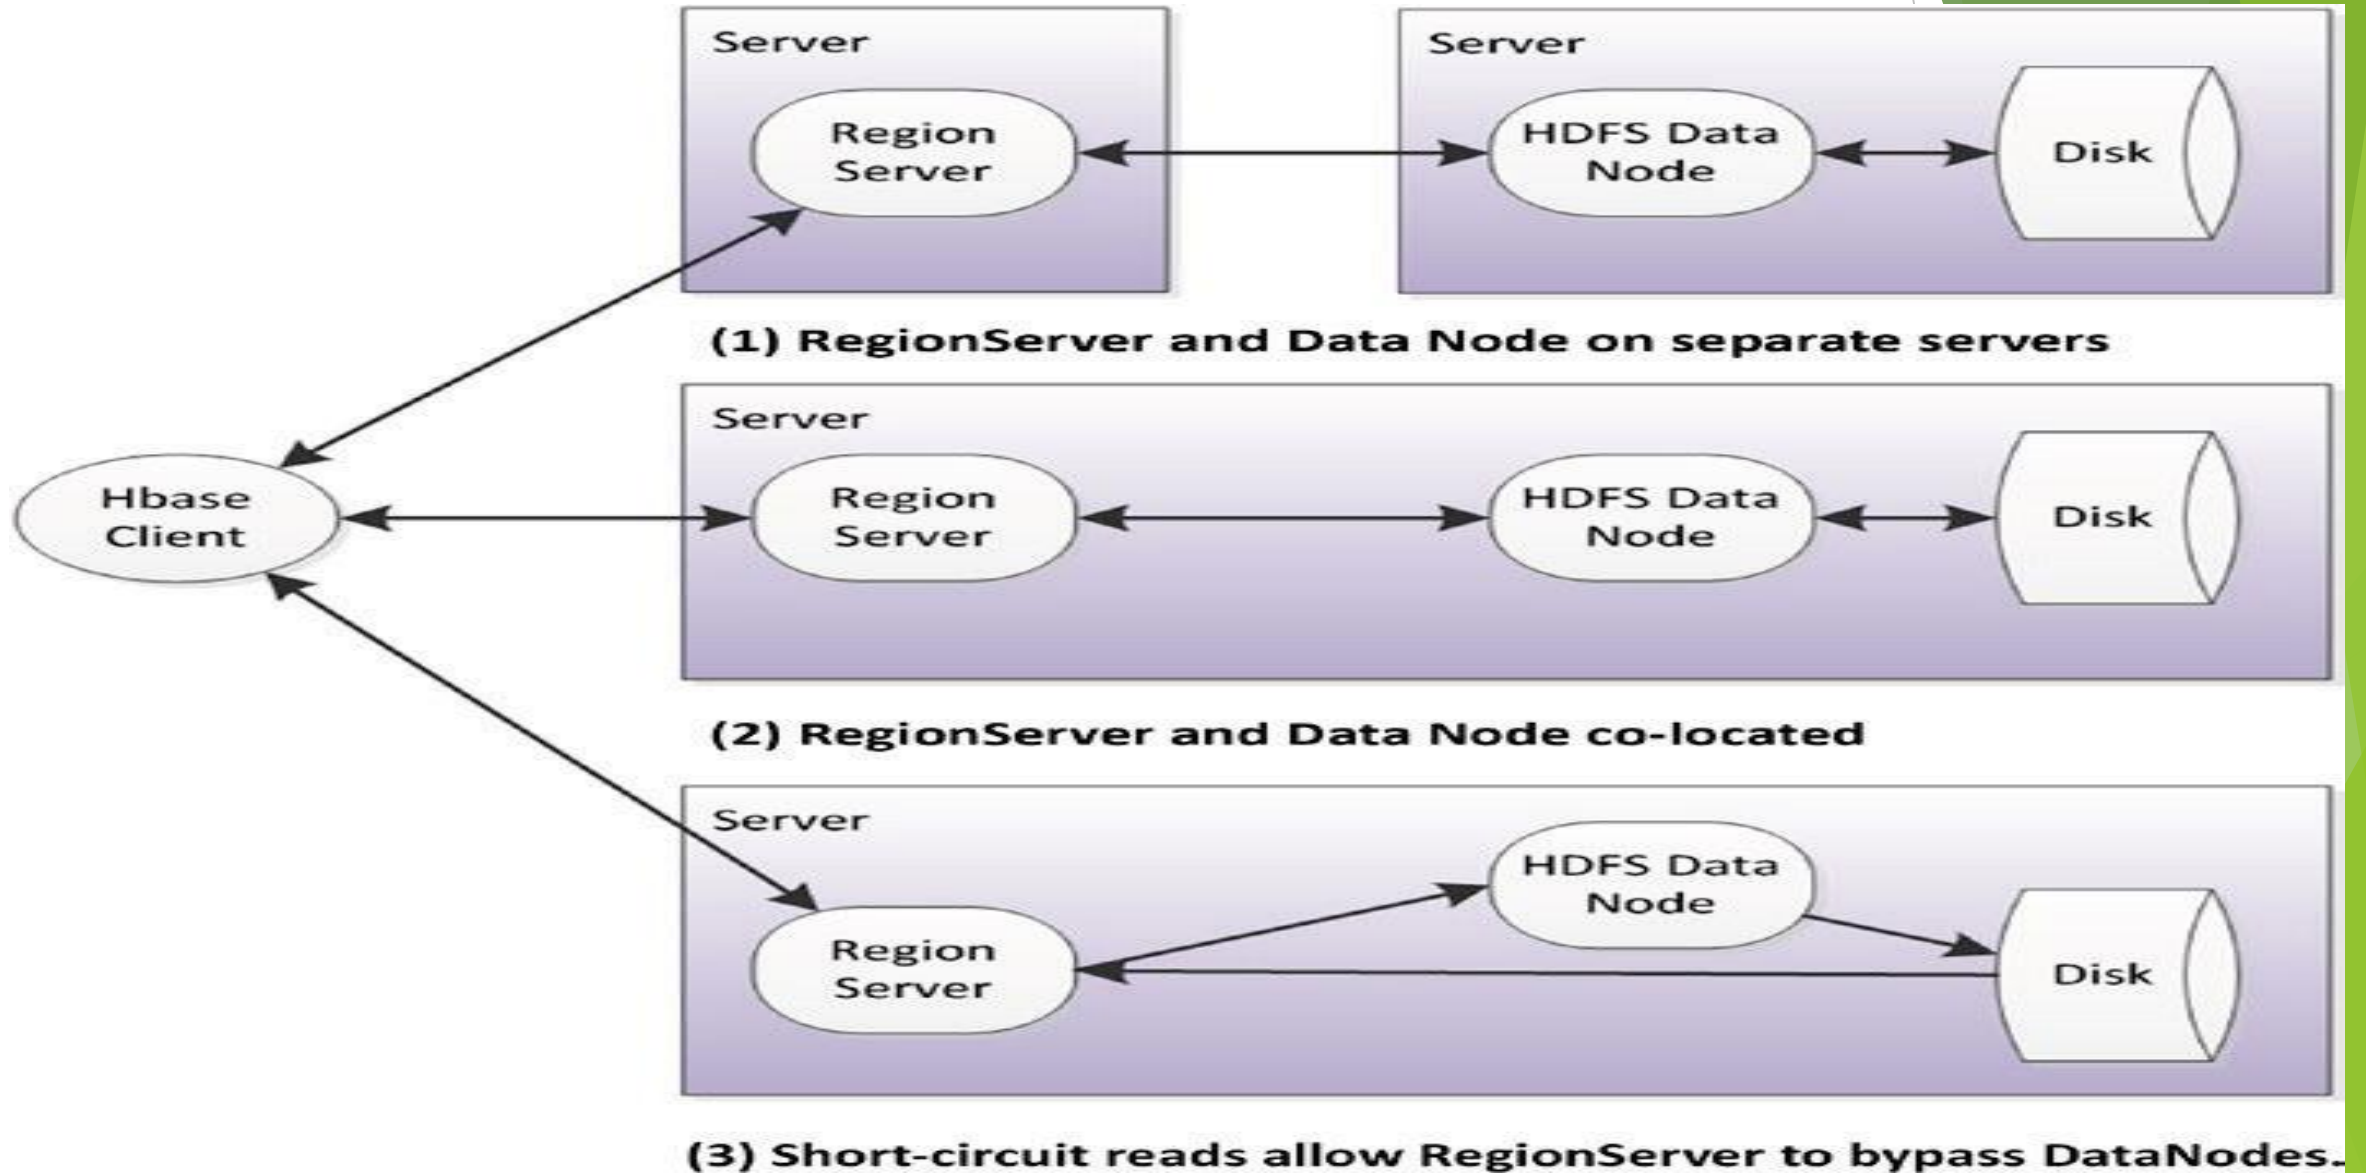 Server
Server
Region
Server
HDFS Data
Node
Disk
(1) RegionServer and Data Node on separate servers
Server
Hbase
Client
Region
Server
HDFS Data
Node
Disk
(2) RegionServer and Data Node co-located
Server
HDFS Data
Node
Region
Server
Disk
(3) Short-circuit reads allow RegionServer to bypass DataNodes.